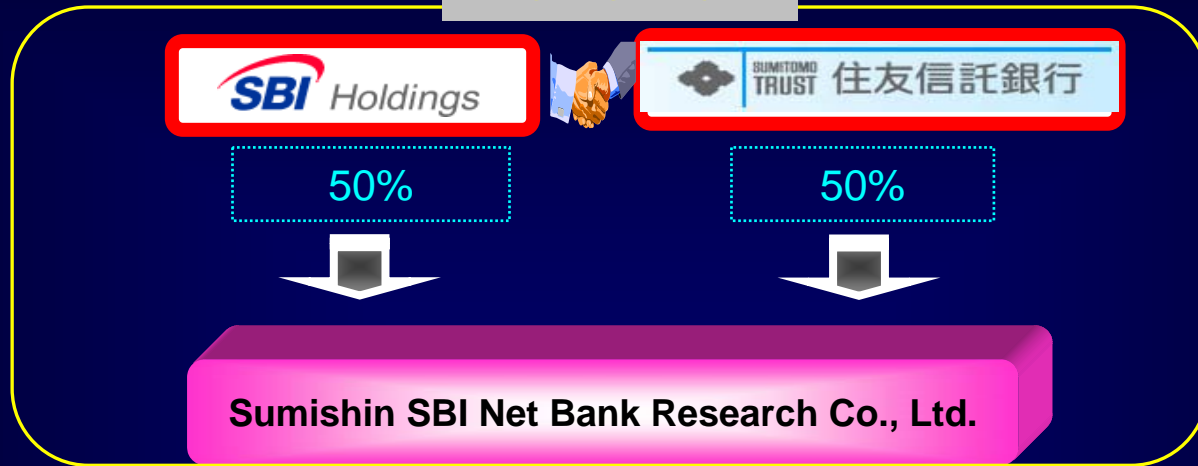 SBI Holdings
SUMITOMO
TRUST 住友信託銀行
50%
50%
Sumishin SBI Net Bank Research Co., Ltd.